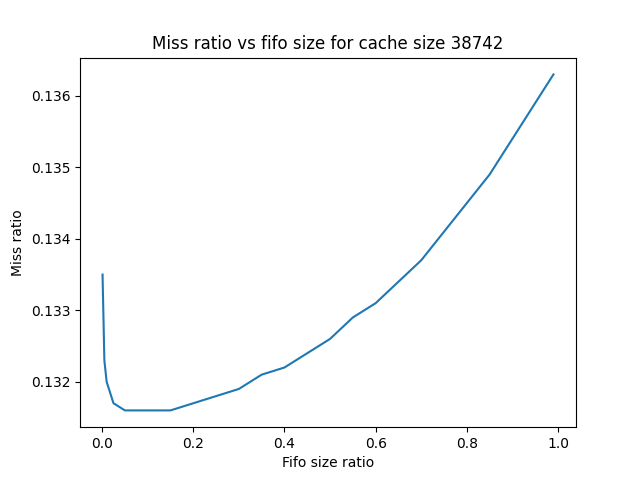 Miss ratio vs fifo size for cache size 38742
0.136
0.135
0.134
0.133
0.132
Miss ratio
0.0 0.2 0.4 0.6 0.8 1.0
Fifo size ratio